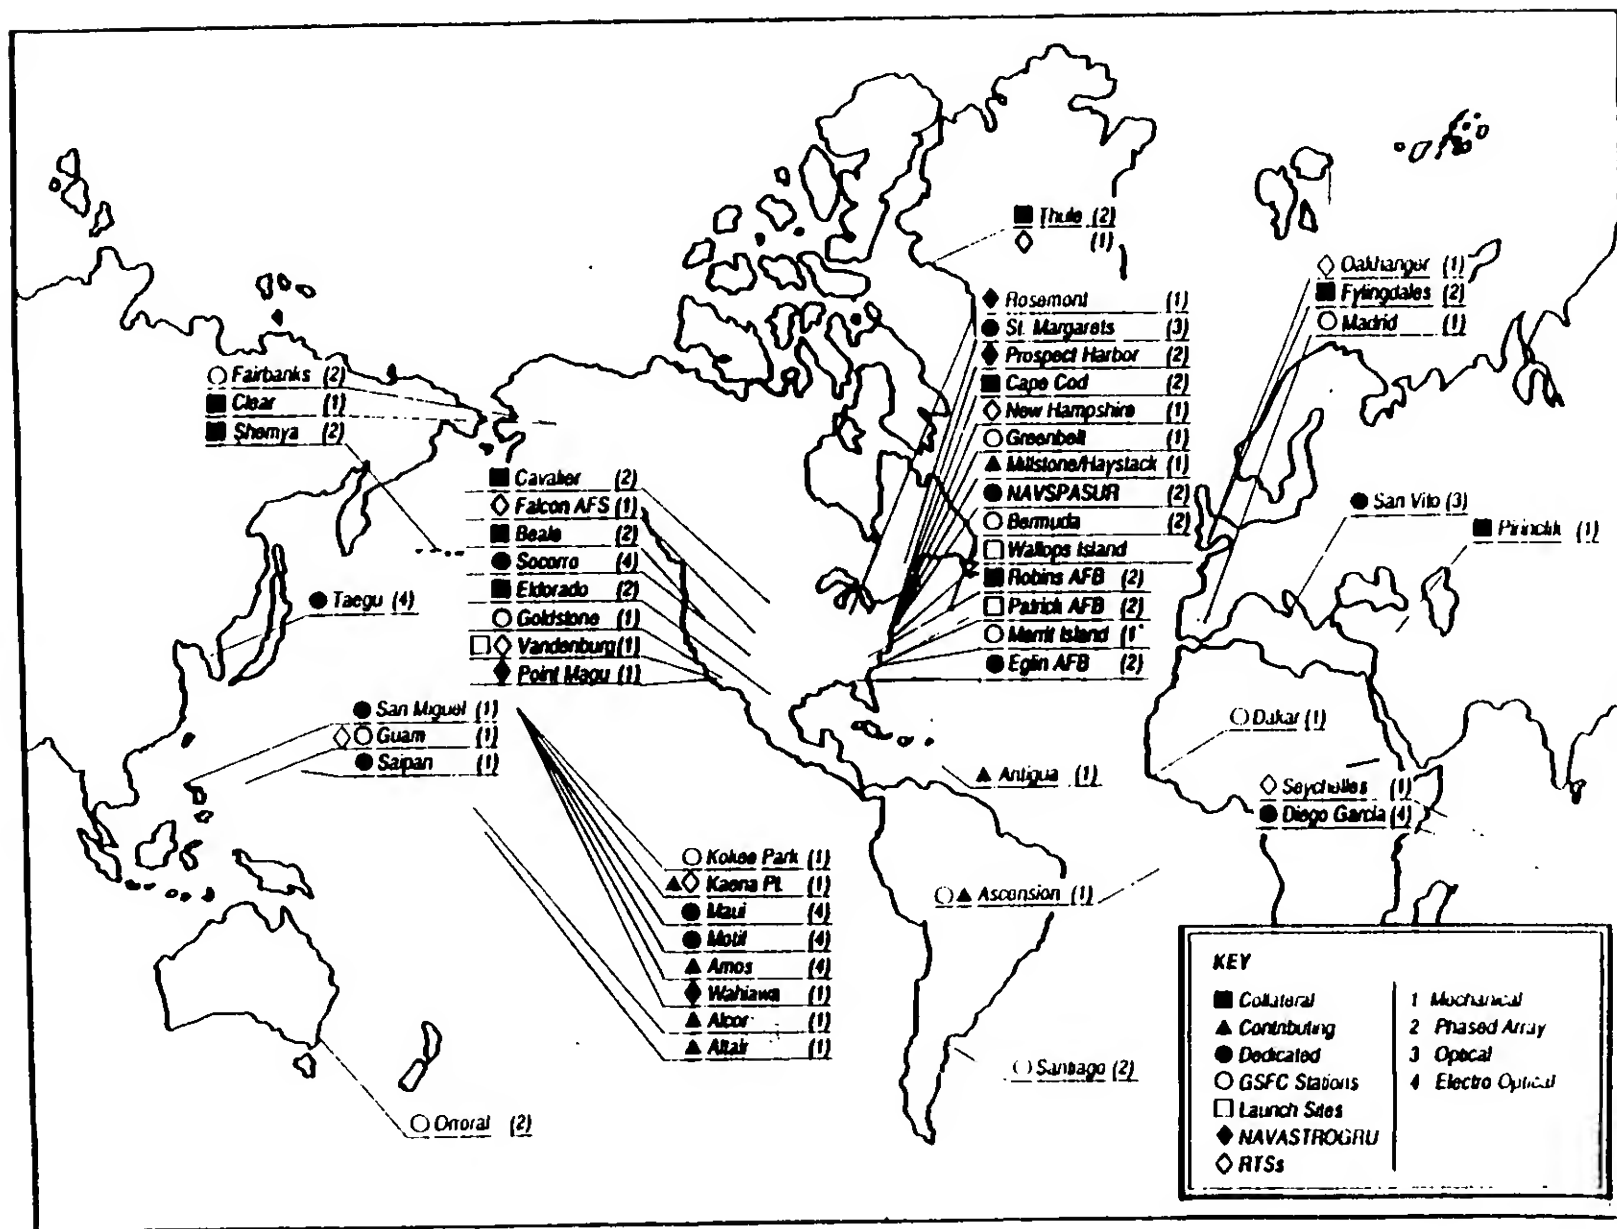 Thule (2)
(1)
Oakhanger (1)
Fylingdales (2)
Madrid (1)
Rosemont (1)
St. Margarets (3)
Prospect Harbor (2)
Cape Cod (2)
New Hampshire (1)
Greenbelt (1)
Millstone/Haystack (1)
NAVSPASUR (2)
Bermuda (2)
Wallops Island
Robins AFB (2)
Patrick AFB (2)
Merrit Island (1)
Eglin AFB (2)
Fairbanks (2)
Clear (1)
Shemya (2)
Cavalier (2)
Falcon AFS (1)
Beale (2)
Socorro (4)
Eldorado (2)
Goldstone (1)
Vandenburg (1)
Point Magu (1)
San Vito (3)
Pirinclik (1)
Taegu (4)
San Miguel (1)
Guam (1)
Saipan (1)
Dakar (1)
Antigua (1)
Seychelles (1)
Diego Garcia (4)
Kokee Park (1)
Kaena Pt. (1)
Maui (4)
Motif (4)
Amos (4)
Wahiawa (1)
Alcor (1)
Altair (1)
Ascension (1)
Santiago (2)
Orroral (2)
KEY
Collateral
Contributing
Dedicated
GSFC Stations
Launch Sites
NAVASTROGRU
RTSs
1 Mechanical
2 Phased Array
3 Optical
4 Electro Optical